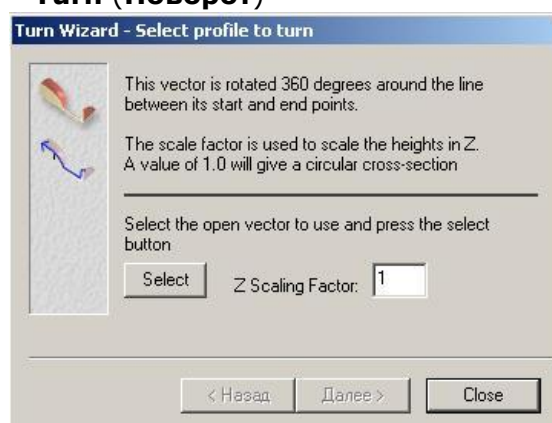 Turn (Поворот)
Turn Wizard - Select profile to turn
This vector is rotated 360 degrees around the line
between its start and end points.
The scale factor is used to scale the heights in Z.
A value of 1.0 will give a circular cross-section
Select the open vector to use and press the select
button
Select Z Scaling Factor: 1
< Назад Далее > Close